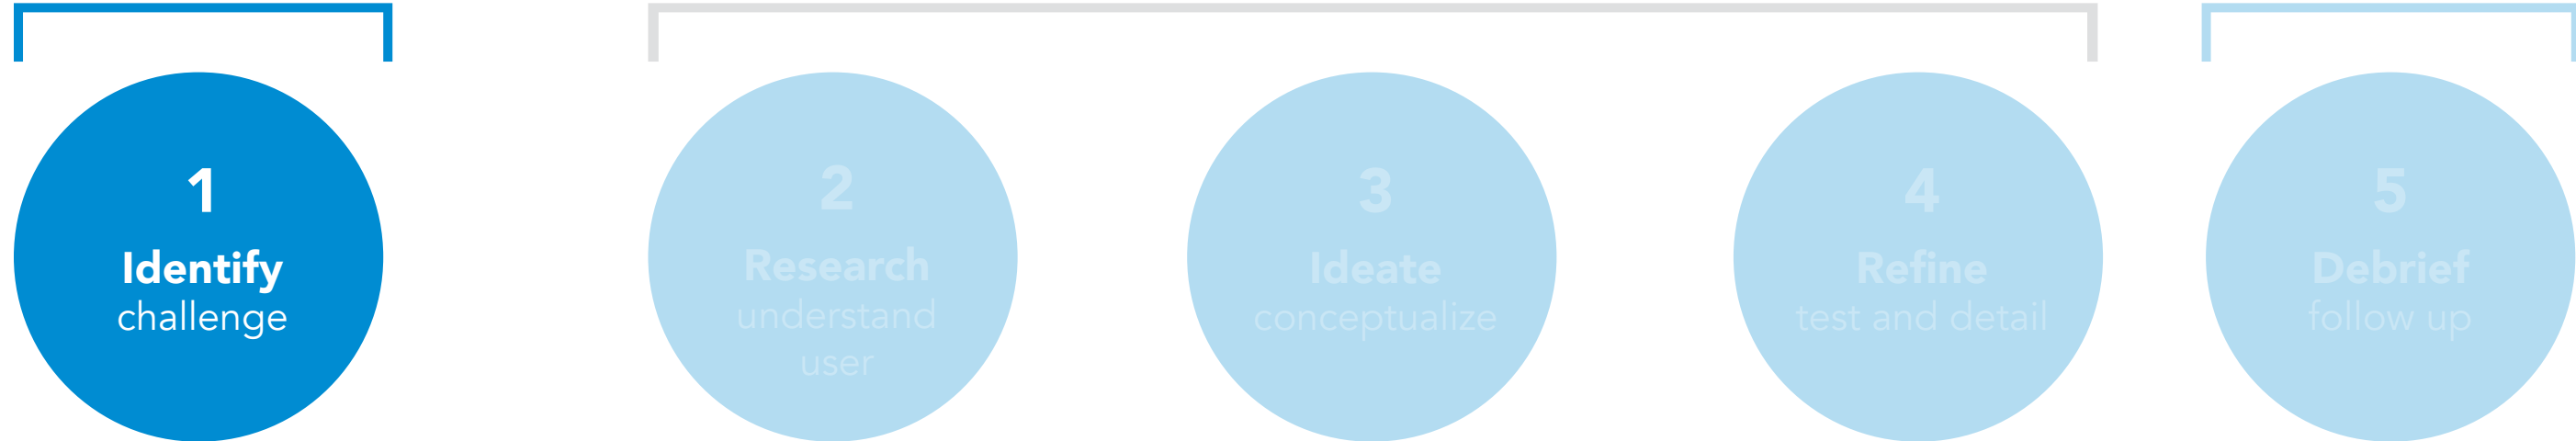 1
Identify
challenge
2
Research
understand
user
3
Ideate
conceptualize
4
Refine
test and detail
5
Debrief
follow up